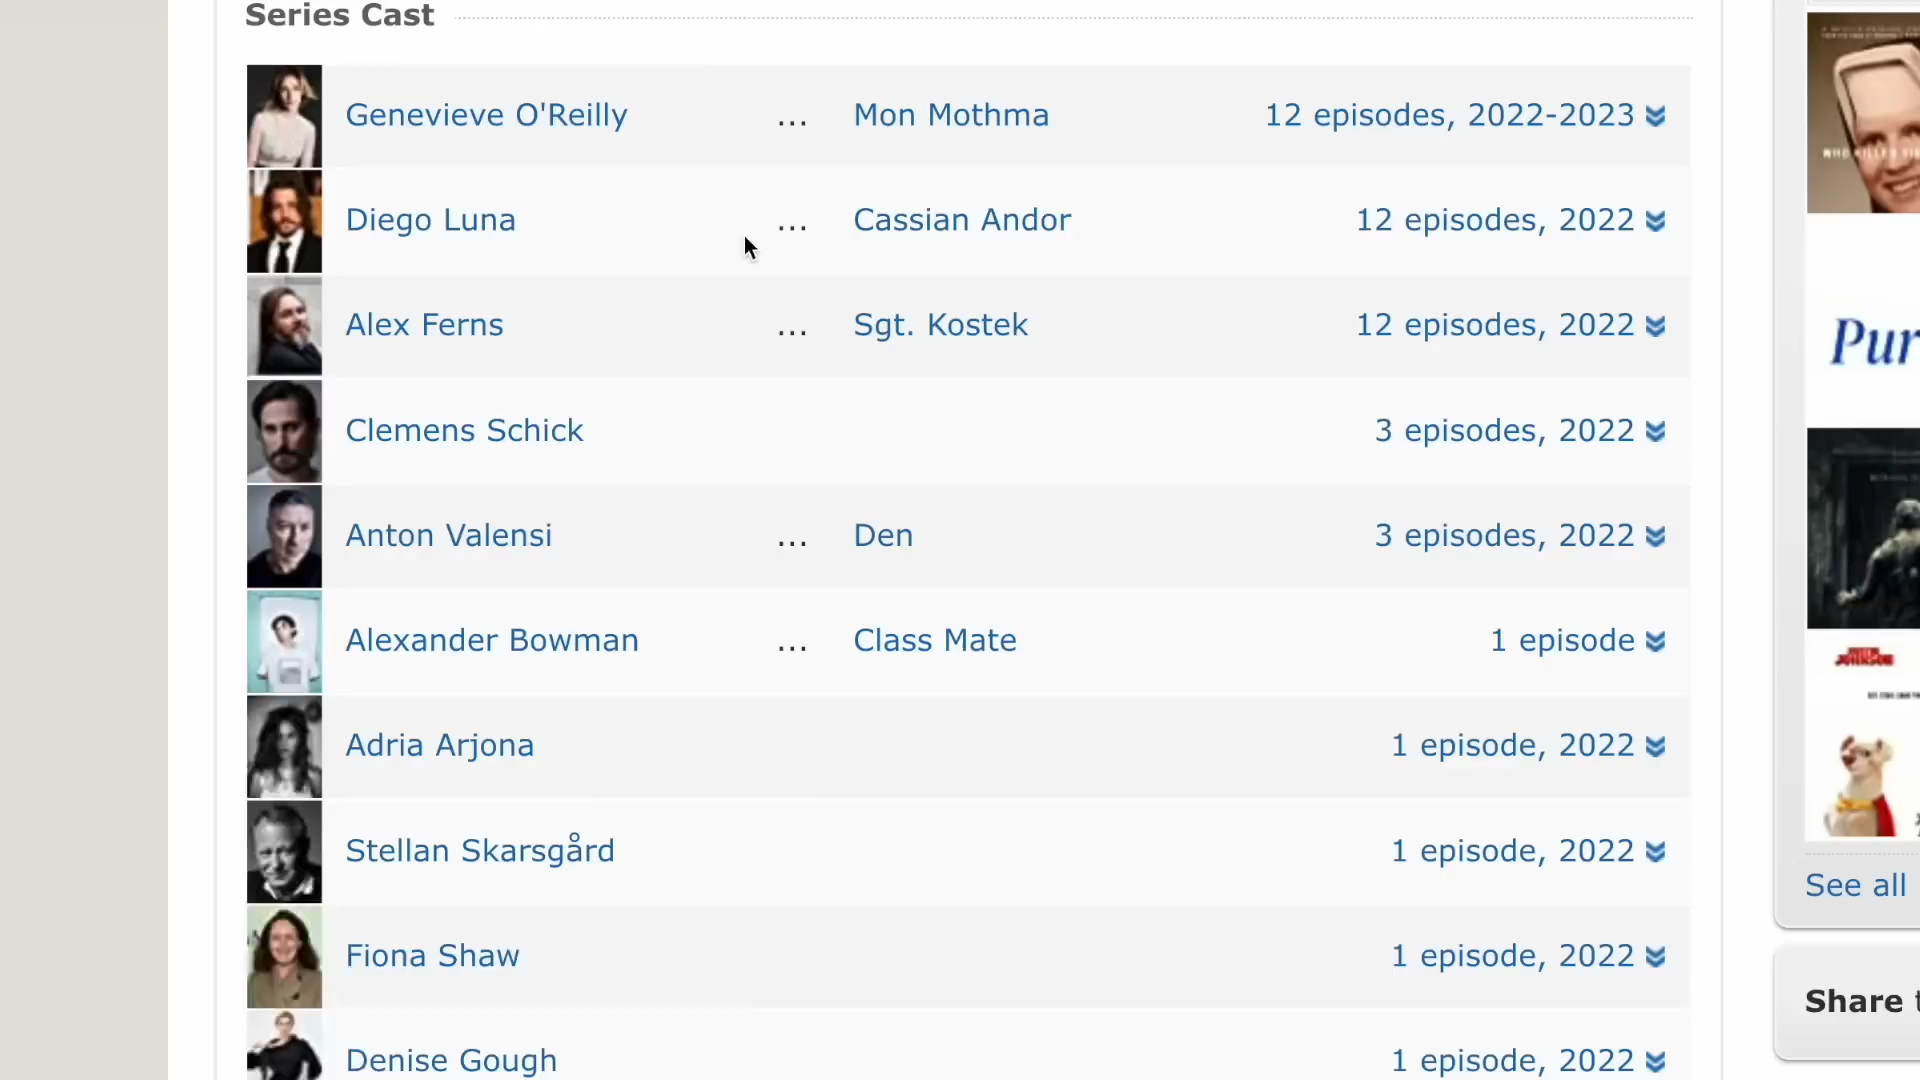 Series Cast
Genevieve O'Reilly ... Mon Mothma 12 episodes, 2022-2023
Diego Luna ... Cassian Andor 12 episodes, 2022
Alex Ferns ... Sgt. Kostek 12 episodes, 2022
Clemens Schick 3 episodes, 2022
Anton Valensi ... Den 3 episodes, 2022
Alexander Bowman ... Class Mate 1 episode
Adria Arjona 1 episode, 2022
Stellan Skarsgård 1 episode, 2022
Fiona Shaw 1 episode, 2022
Denise Gough 1 episode, 2022
WHO
Pur
JOHNSON
See all
Share t